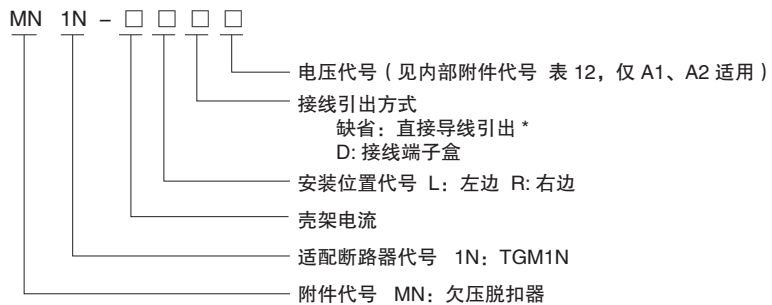 MN 1N - □ □ □ □
电压代号(见内部附件代号 表 12，仅 A1、A2 适用)
接线引出方式
缺省：直接导线引出 *
D: 接线端子盒
安装位置代号 L：左边 R: 右边
壳架电流
适配断路器代号 1N：TGM1N
附件代号 MN：欠压脱扣器